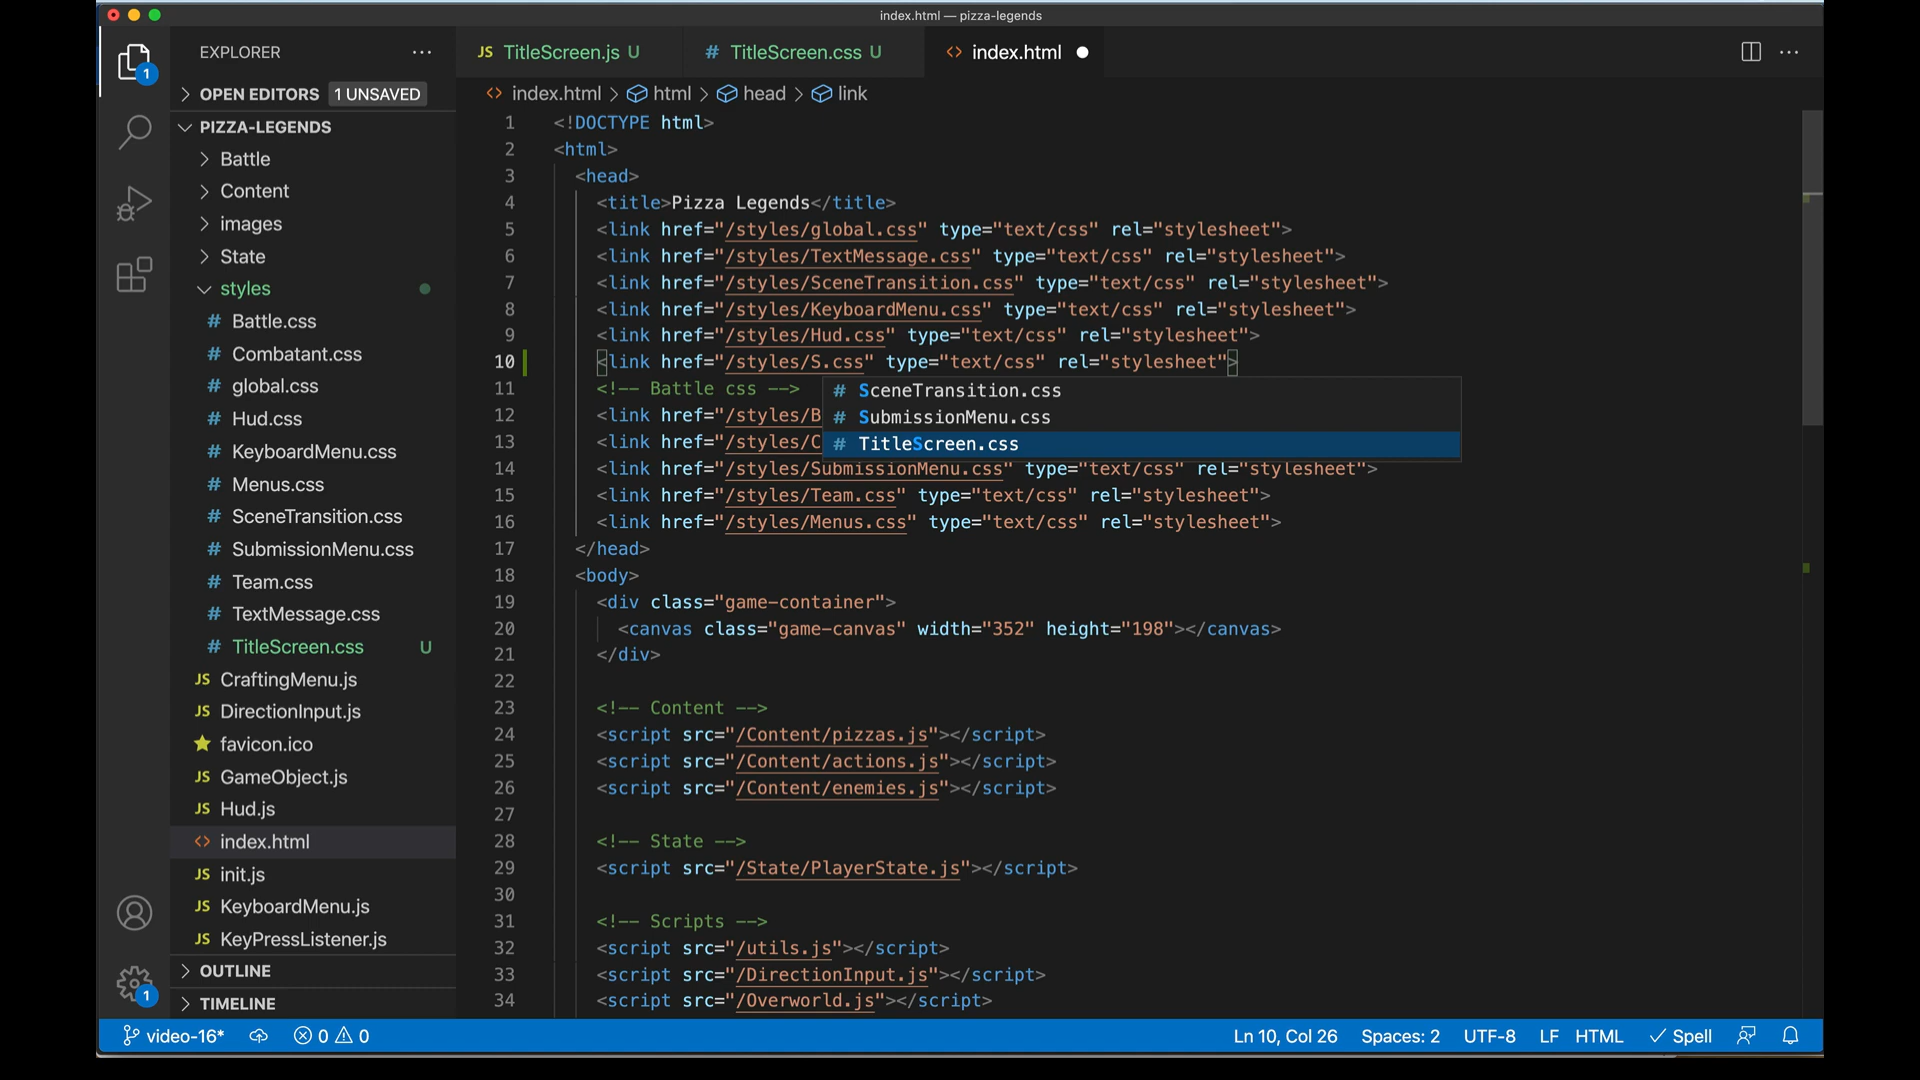 index.html — pizza-legends
EXPLORER
OPEN EDITORS 1 UNSAVED
PIZZA-LEGENDS
Battle
Content
images
State
styles
# Battle.css
# Combatant.css
# global.css
# Hud.css
# KeyboardMenu.css
# Menus.css
# SceneTransition.css
# SubmissionMenu.css
# Team.css
# TextMessage.css
# TitleScreen.css U
JS CraftingMenu.js
JS DirectionInput.js
favicon.ico
JS GameObject.js
JS Hud.js
<> index.html
JS init.js
JS KeyboardMenu.js
JS KeyPressListener.js
OUTLINE
TIMELINE
1
1
JS TitleScreen.js U
# TitleScreen.css U
<> index.html
<> index.html > html > head > link
1 <!DOCTYPE html>
2 <html>
3 <head>
4 <title>Pizza Legends</title>
5 <link href="/styles/global.css" type="text/css" rel="stylesheet">
6 <link href="/styles/TextMessage.css" type="text/css" rel="stylesheet">
7 <link href="/styles/SceneTransition.css" type="text/css" rel="stylesheet">
8 <link href="/styles/KeyboardMenu.css" type="text/css" rel="stylesheet">
9 <link href="/styles/Hud.css" type="text/css" rel="stylesheet">
10 <link href="/styles/S.css" type="text/css" rel="stylesheet">
11 <!-- Battle css -->
12 <link href="/styles/B
13 <link href="/styles/C
# SceneTransition.css
# SubmissionMenu.css
# TitleScreen.css
14 <link href="/styles/SubmissionMenu.css" type="text/css" rel="stylesheet">
15 <link href="/styles/Team.css" type="text/css" rel="stylesheet">
16 <link href="/styles/Menus.css" type="text/css" rel="stylesheet">
17 </head>
18 <body>
19 <div class="game-container">
20 <canvas class="game-canvas" width="352" height="198"></canvas>
21 </div>
22
23 <!-- Content -->
24 <script src="/Content/pizzas.js"></script>
25 <script src="/Content/actions.js"></script>
26 <script src="/Content/enemies.js"></script>
27
28 <!-- State -->
29 <script src="/State/PlayerState.js"></script>
30
31 <!-- Scripts -->
32 <script src="/utils.js"></script>
33 <script src="/DirectionInput.js"></script>
34 <script src="/Overworld.js"></script>
video-16* 0 0 Ln 10, Col 26 Spaces: 2 UTF-8 LF HTML Spell